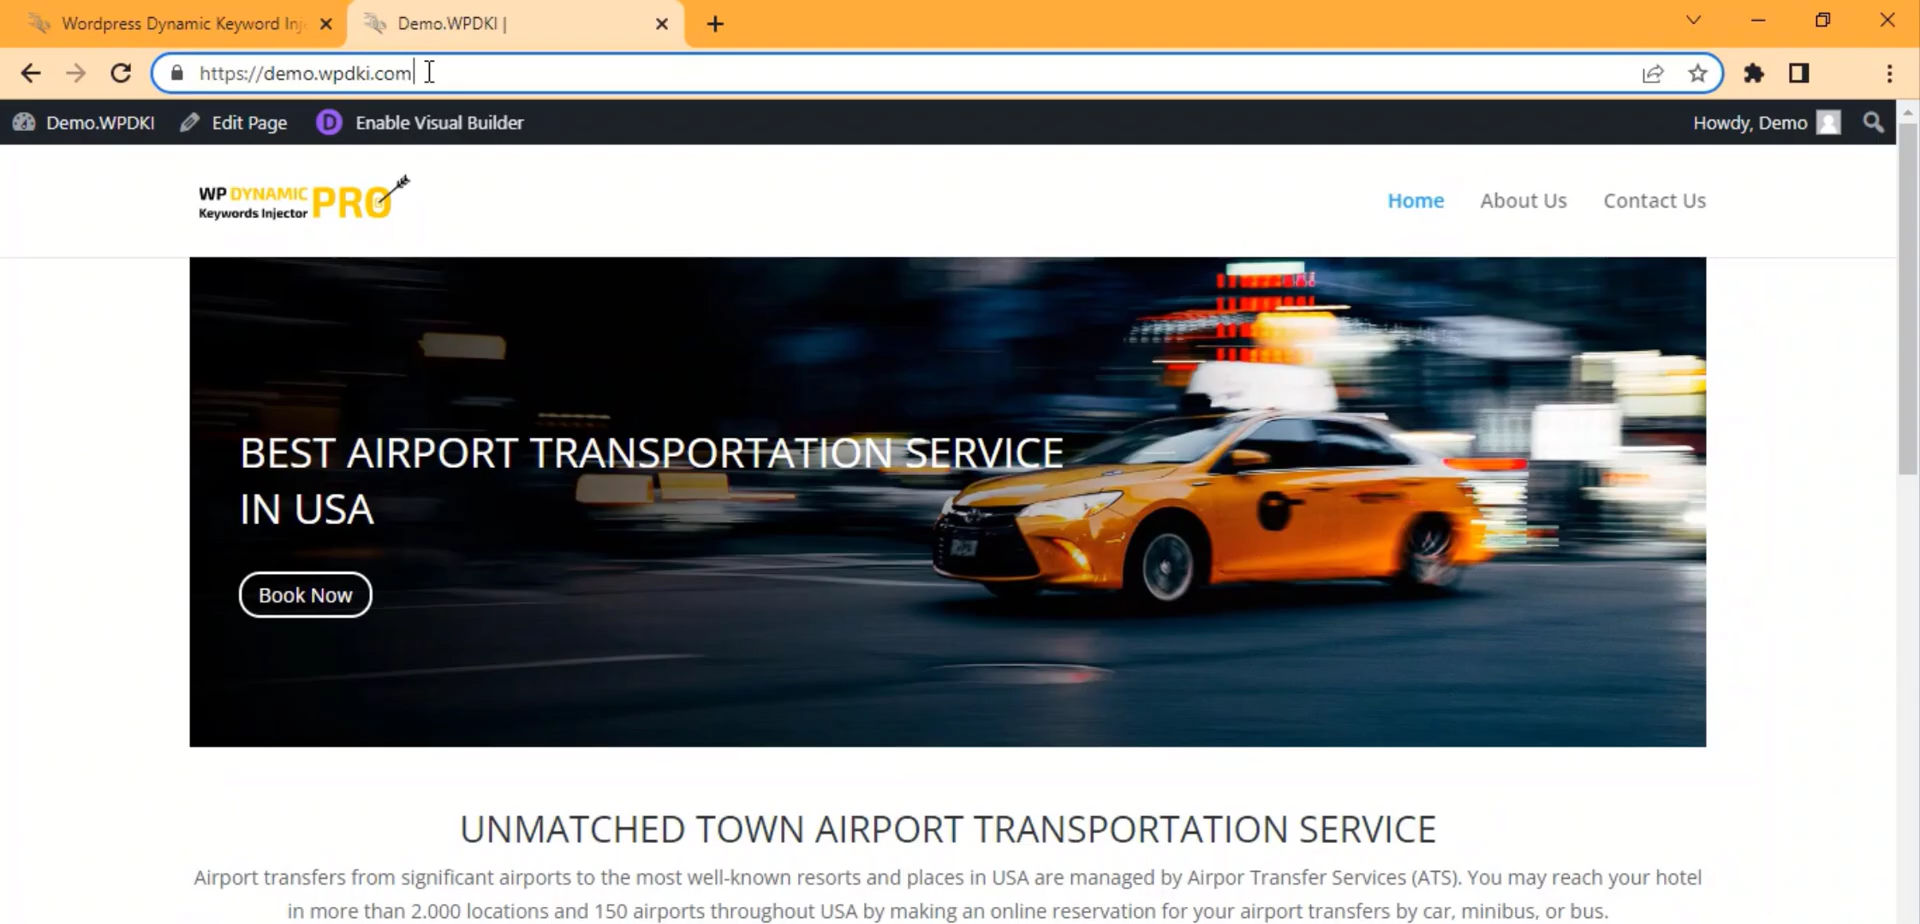 Wordpress Dynamic Keyword Inj
Demo.WPDKI |
https://demo.wpdki.com
Demo.WPDKI
Edit Page
D
Enable Visual Builder
Howdy, Demo
WP DYNAMIC
Keywords Injector
PRO
Home
About Us
Contact Us
BEST AIRPORT TRANSPORTATION SERVICE
IN USA
Book Now
UNMATCHED TOWN AIRPORT TRANSPORTATION SERVICE
Airport transfers from significant airports to the most well-known resorts and places in USA are managed by Airpor Transfer Services (ATS). You may reach your hotel
in more than 2.000 locations and 150 airports throughout USA by making an online reservation for your airport transfers by car, minibus, or bus.